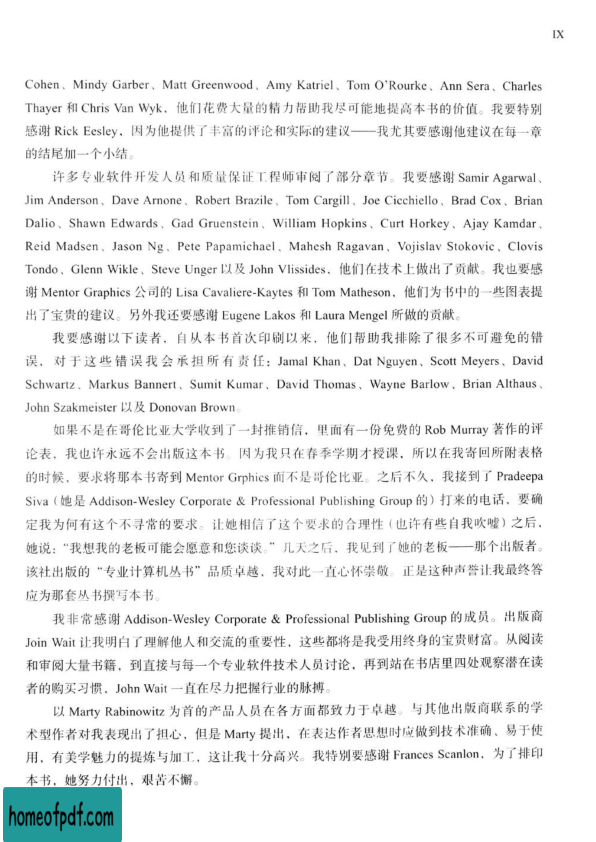 IX
Cohen、Mindy Garber、Matt Greenwood、Amy Katriel、Tom O'Rourke、Ann Sera、Charles
Thayer 和 Chris Van Wyk，他们花费大量的精力帮助我尽可能地提高本书的价值。我要特别
感谢 Rick Eesley，因为他提供了丰富的评论和实际的建议——我尤其要感谢他建议在每一章
的结尾加一个小结。
许多专业软件开发人员和质量保证工程师审阅了部分章节。我要感谢 Samir Agarwal、
Jim Anderson、Dave Arnone、Robert Brazile、Tom Cargill、Joe Cicchiello、Brad Cox、Brian
Dalio、Shawn Edwards、Gad Gruenstein、William Hopkins、Curt Horkey、Ajay Kamdar、
Reid Madsen、Jason Ng、Pete Papamichael、Mahesh Ragavan、Vojislav Stokovic、Clovis
Tondo、Glenn Wikle、Steve Unger 以及 John Vlissides，他们在技术上做出了贡献。我也要感
谢 Mentor Graphics 公司的 Lisa Cavaliere-Kaytes 和 Tom Matheson，他们为书中的一些图表提
出了宝贵的建议。另外我还要感谢 Eugene Lakos 和 Laura Mengel 所做的贡献。
我要感谢以下读者，自从本书首次印刷以来，他们帮助我排除了很多不可避免的错
误，对于这些错误我会承担所有责任：Jamal Khan、Dat Nguyen、Scott Meyers、David
Schwartz、Markus Bannert、Sumit Kumar、David Thomas、Wayne Barlow、Brian Althaus、
John Szakmeister 以及 Donovan Brown。
如果不是在哥伦比亚大学收到了一封推销信，里面有一份免费的 Rob Murray 著作的评
论表，我也许永远不会出版这本书。因为我只在春季学期才授课，所以在我寄回所附表格
的时候，要求将那本书寄到 Mentor Grphics 而不是哥伦比亚。之后不久，我接到了 Pradeepa
Siva（她是 Addison-Wesley Corporate & Professional Publishing Group 的）打来的电话，要确
定我为何有这个不寻常的要求。让她相信了这个要求的合理性（也许有些自我吹嘘）之后，
她说：“我想我的老板可能会愿意和您谈谈。”几天之后，我见到了她的老板——那个出版者。
该社出版的“专业计算机丛书”品质卓越，我对此一直心怀崇敬。正是这种声誉让我最终答
应为那套丛书撰写本书。
我非常感谢 Addison-Wesley Corporate & Professional Publishing Group 的成员。出版商
Join Wait 让我明白了理解他人和交流的重要性，这些都将是我受用终身的宝贵财富。从阅读
和审阅大量书籍，到直接与每一个专业软件技术人员讨论，再到站在书店里四处观察潜在读
者的购买习惯，John Wait 一直在尽力把握行业的脉搏。
以 Marty Rabinowitz 为首的产品人员在各方面都致力于卓越。与其他出版商联系的学
术型作者对我表现出了担心，但是 Marty 提出，在表达作者思想时应做到技术准确、易于使
用，有美学魅力的提炼与加工，这让我十分高兴。我特别要感谢 Frances Scanlon，为了排印
本书，她努力付出，艰苦不懈。
homeofpdf.com